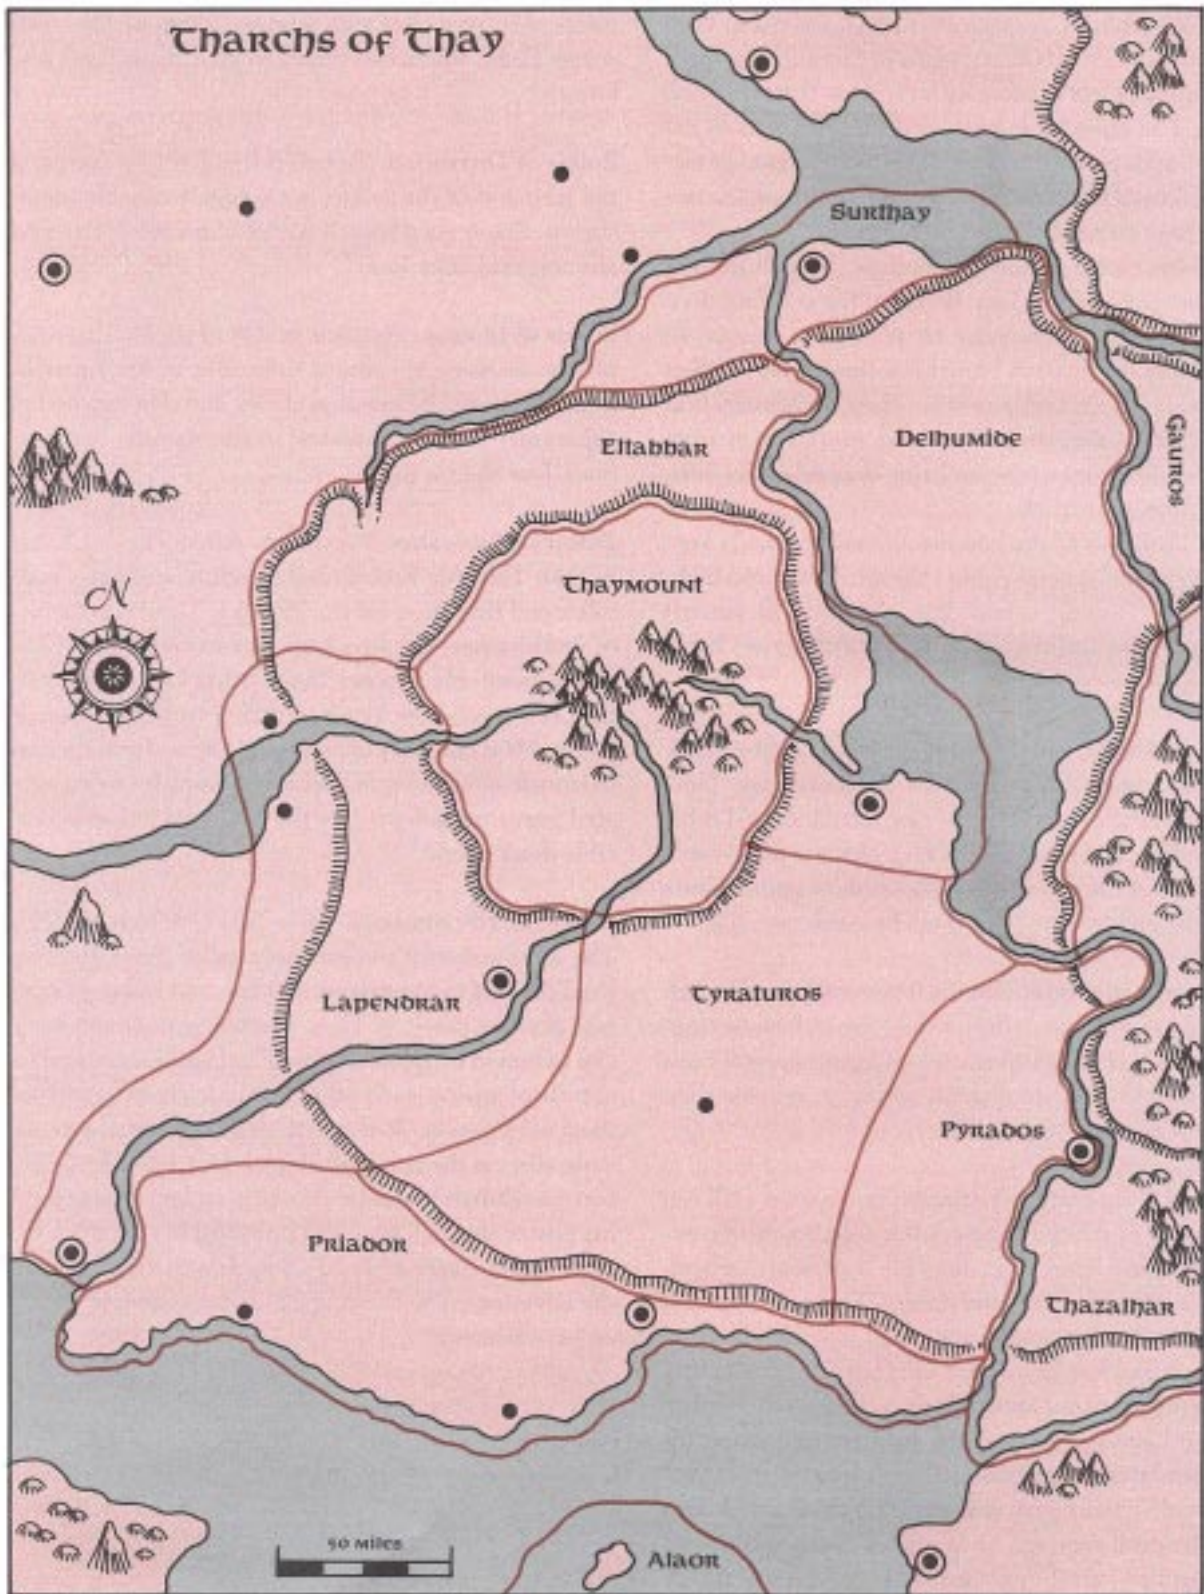 Tharchs of Thay
Surthay
Eltabbar
Delhumide
Gauros
Thaymount
N
Lapendrar
Tyraturos
Pyrados
Priador
Thazalhar
50 miles
Alaor